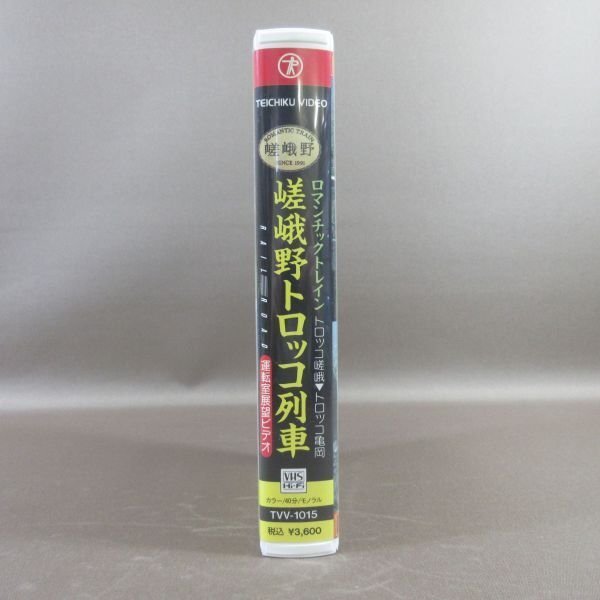 TEICHIKU VIDEO
ROMANTIC TRAIN
嵯峨野
SINCE 1991
ロマンチックトレイン
嵯峨野トロッコ列車
トロッコ嵯峨▼トロッコ亀岡
RAIL ROAD
運転室展望ビデオ
VHS
Hi-Fi
カラー/40分/モノラル
TVV-1015
税込 ¥3,600